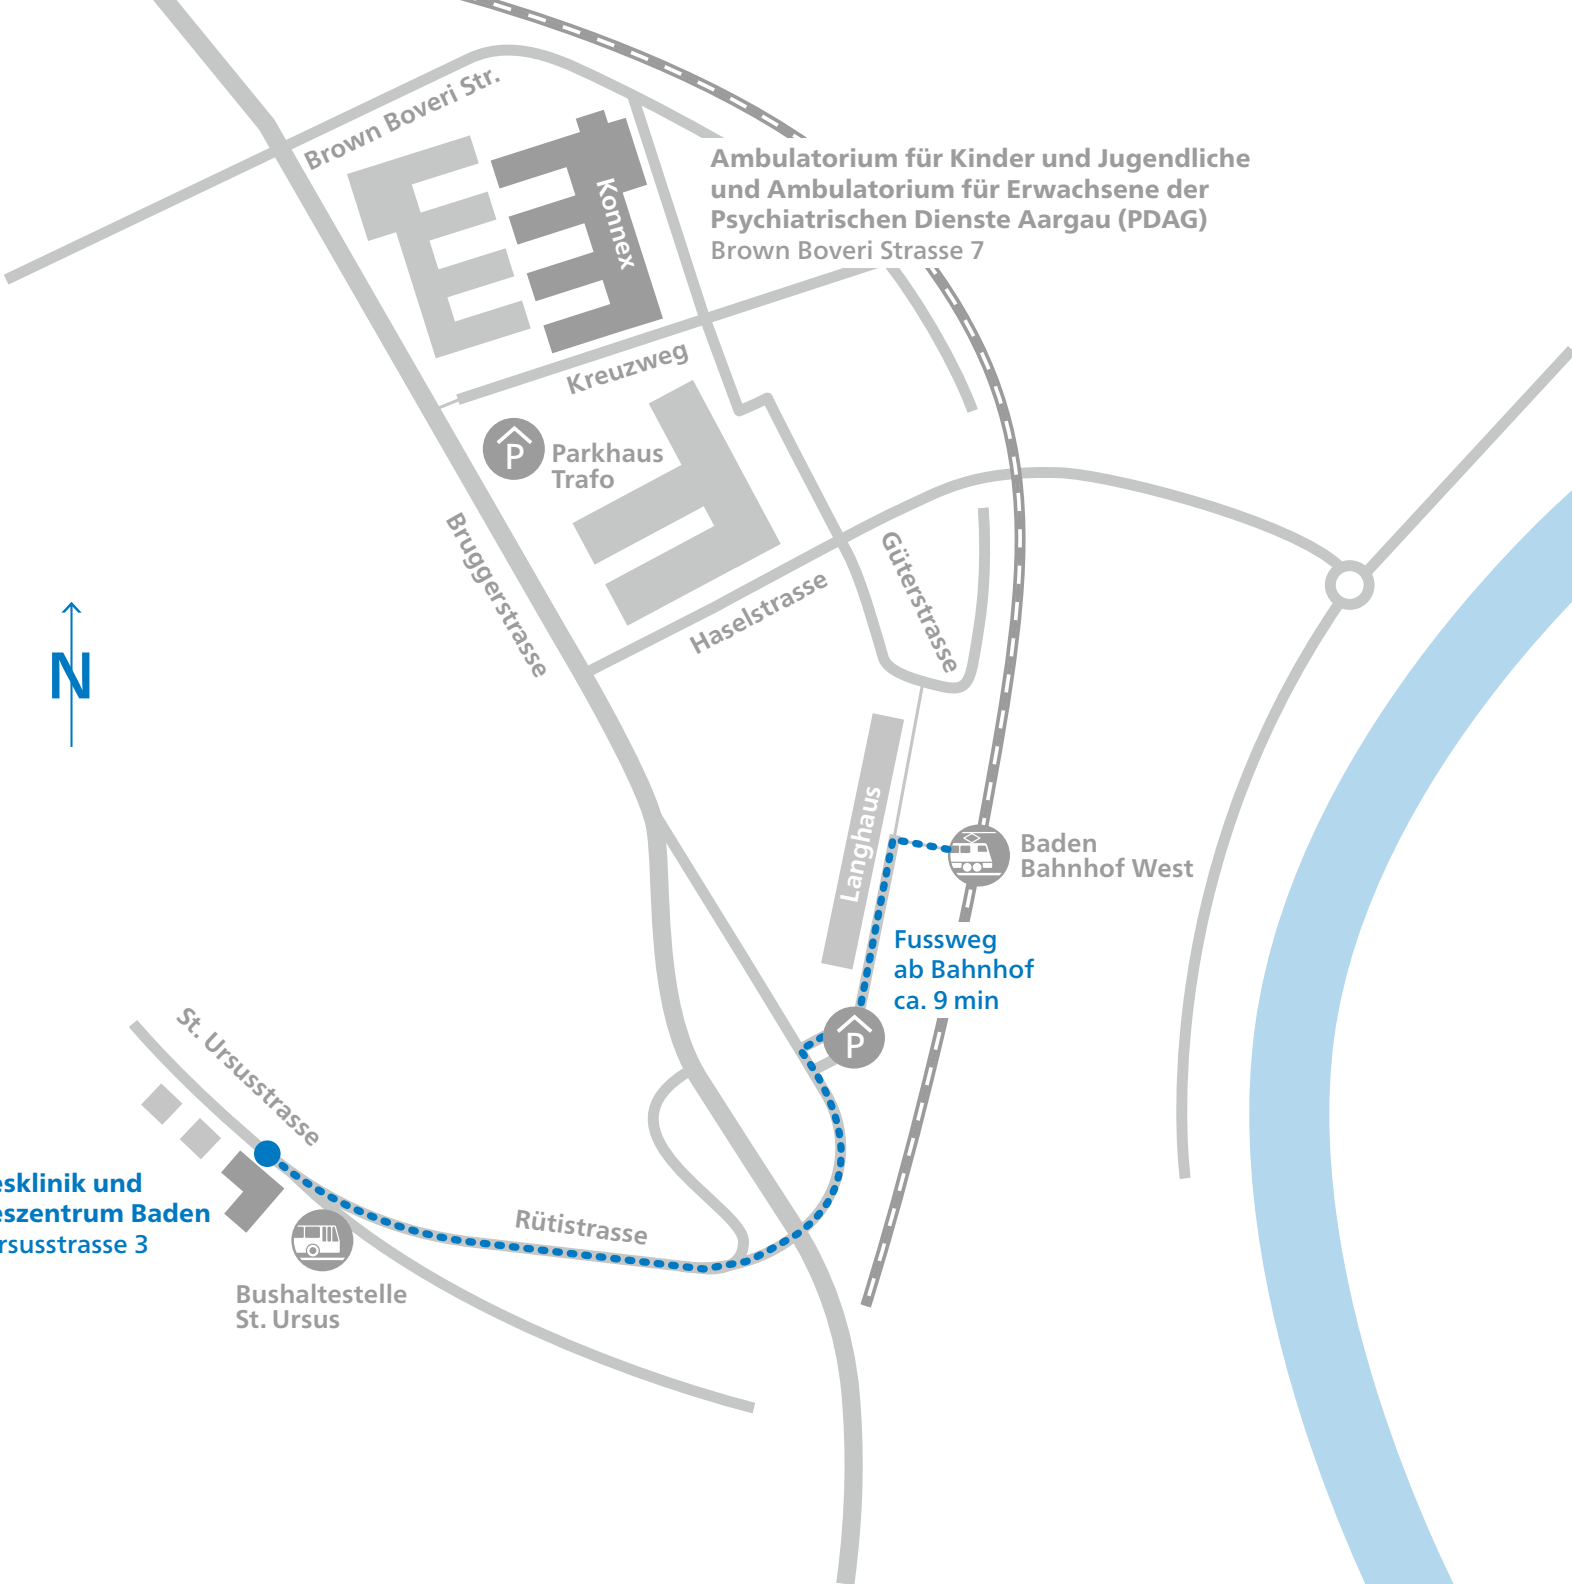 Brown Boveri Str.
Konnex
Ambulatorium für Kinder und Jugendliche
und Ambulatorium für Erwachsene der
Psychiatrischen Dienste Aargau (PDAG)
Brown Boveri Strasse 7
Kreuzweg
P
Parkhaus
Trafo
Bruggerstrasse
Haselstrasse
Güterstrasse
N
Langhaus
Baden
Bahnhof West
Fussweg
ab Bahnhof
ca. 9 min
P
St. Ursusstrasse
esklinik und
eszentrum Baden
rsusstrasse 3
Rütistrasse
Bushaltestelle
St. Ursus